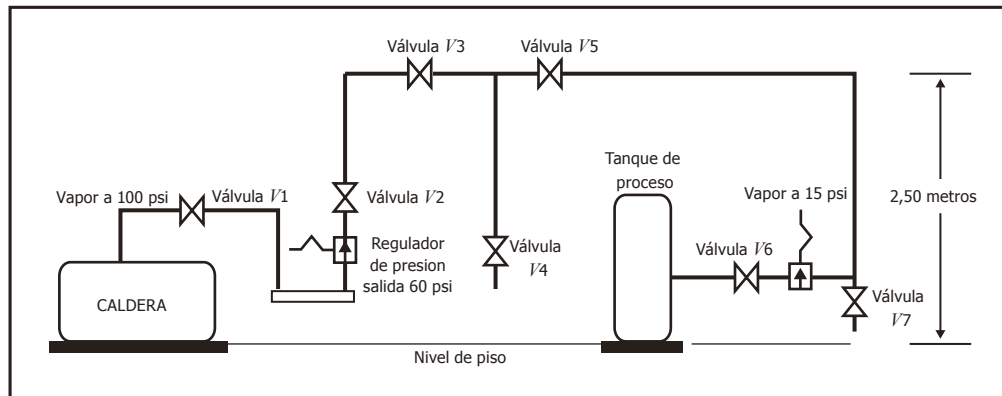 Válvula V3
Válvula V5
Tanque de
proceso
Vapor a 15 psi
2,50 metros
Vapor a 100 psi
Válvula V1
Válvula V2
Regulador
de presion
salida 60 psi
Válvula
V4
Válvula V6
Válvula
V7
CALDERA
Nivel de piso